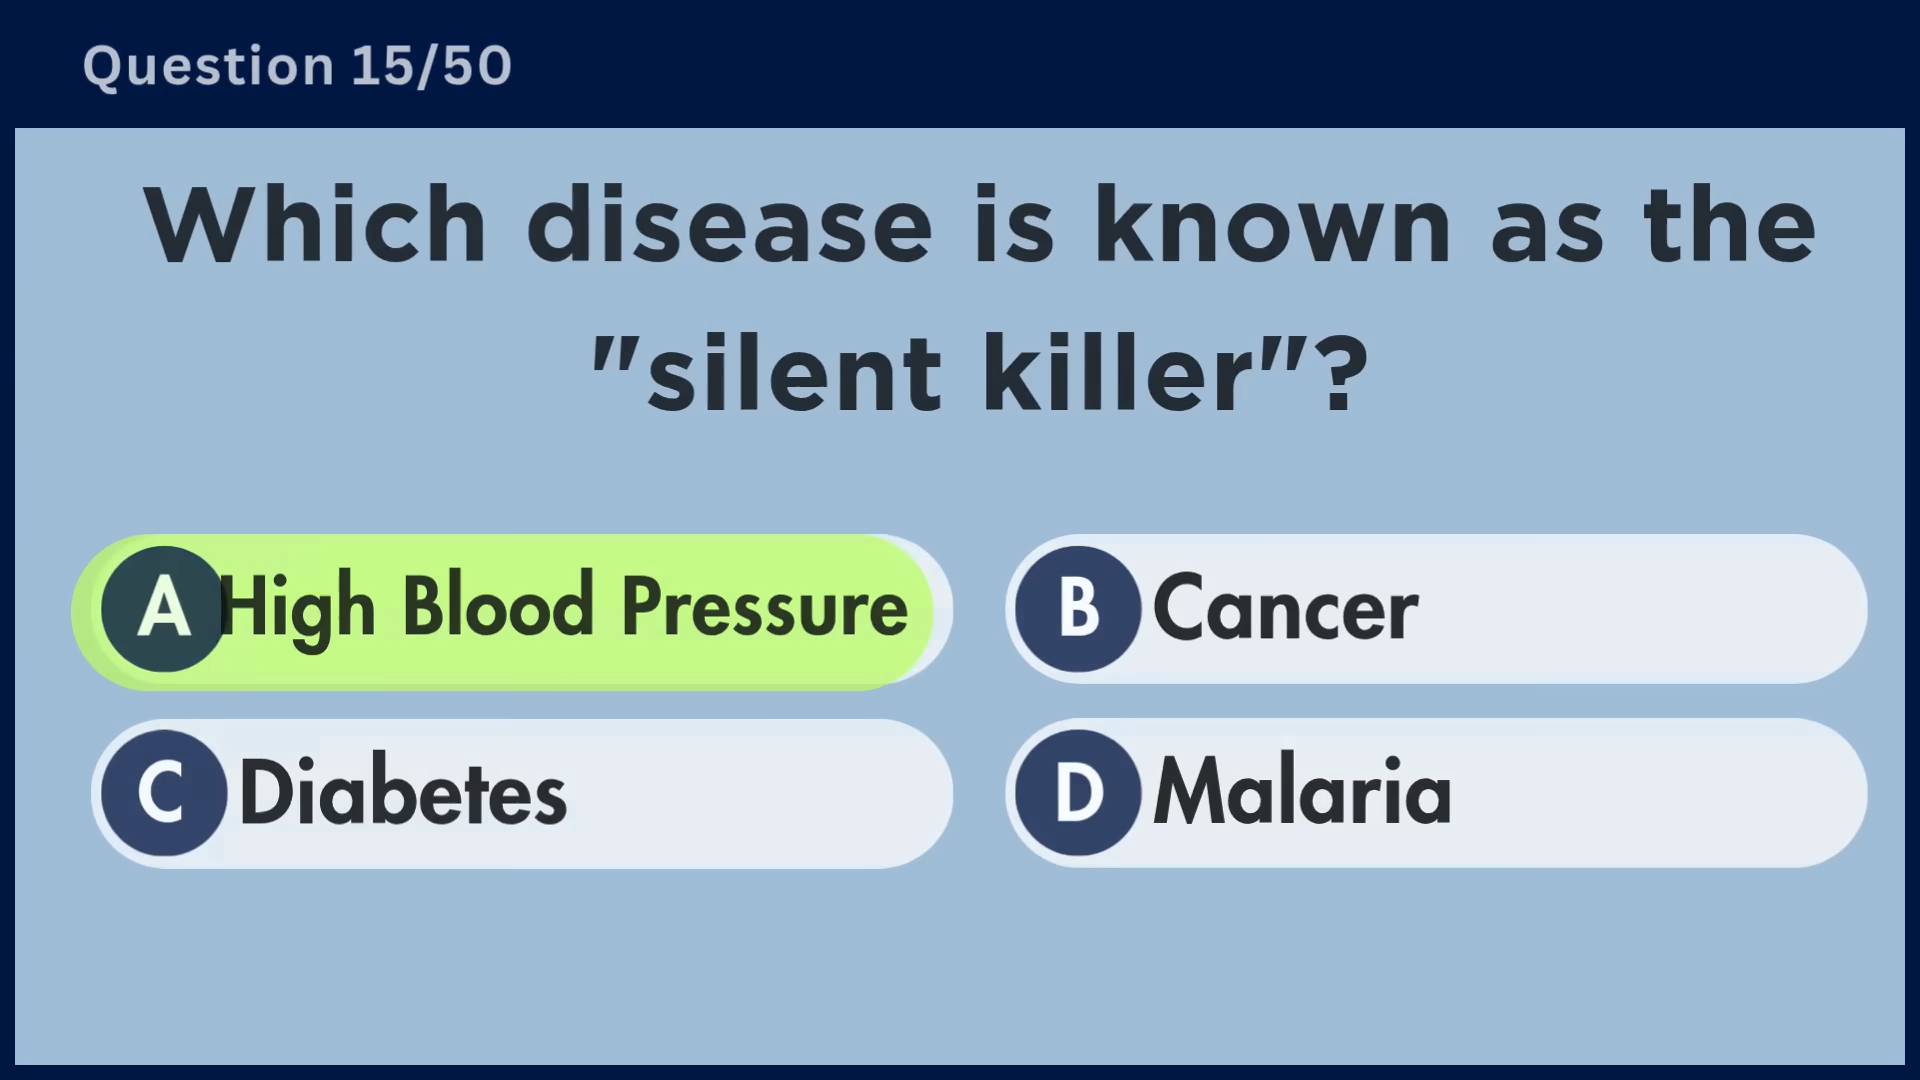 Question 15/50
Which disease is known as the
"silent killer"?
A High Blood Pressure
B Cancer
C Diabetes
D Malaria